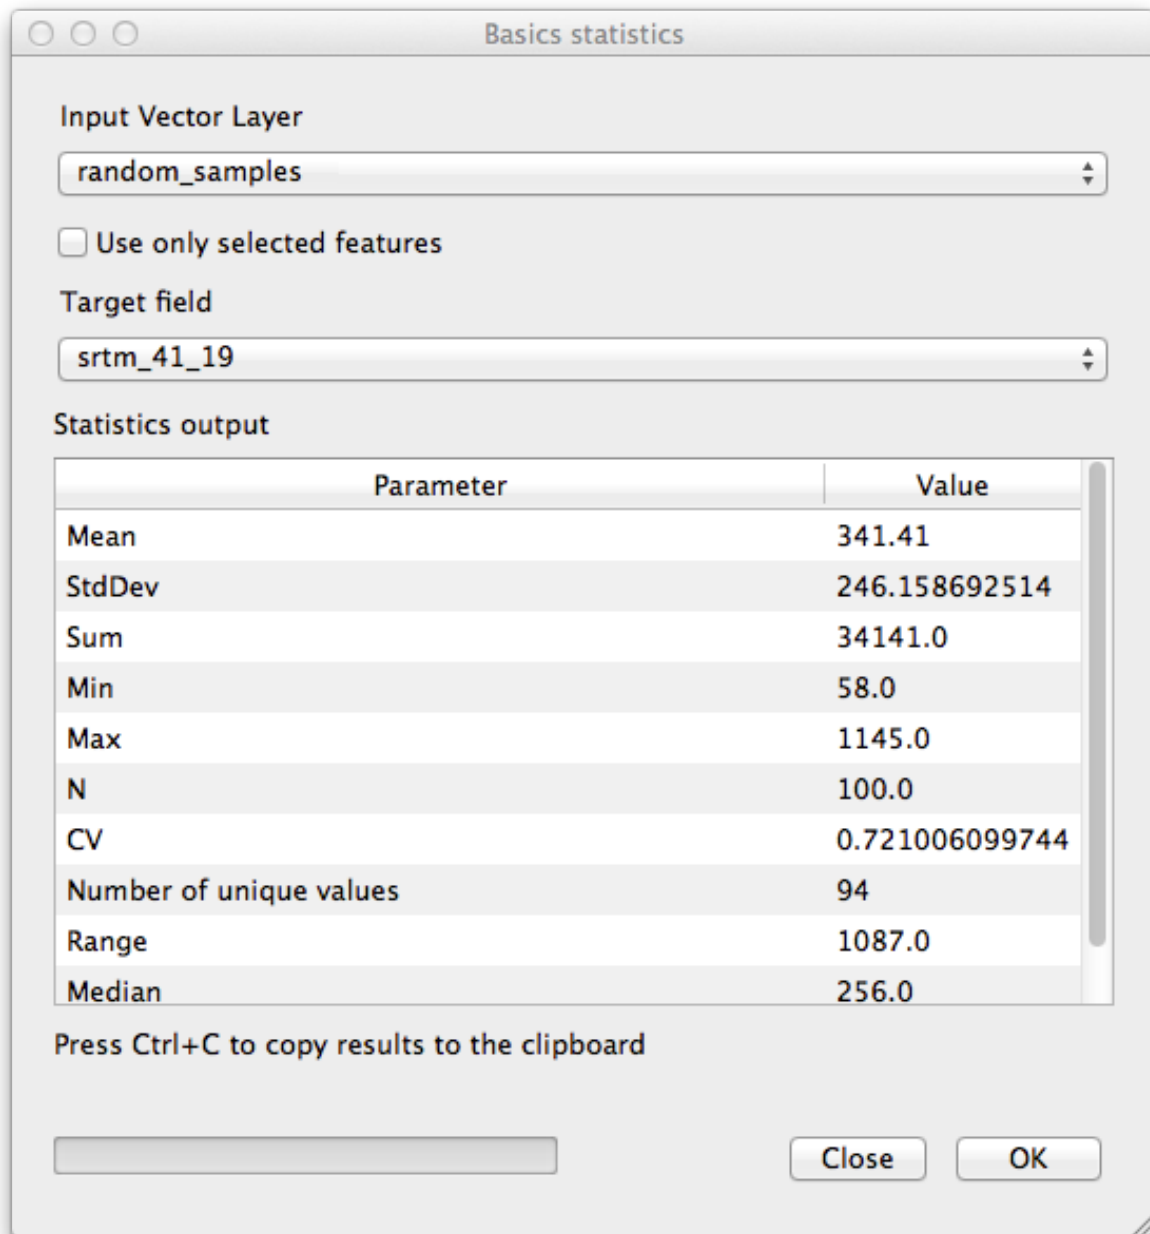 Basics statistics
Input Vector Layer
random_samples
Use only selected features
Target field
srtm_41_19
Statistics output
Parameter Value
Mean 341.41
StdDev 246.158692514
Sum 34141.0
Min 58.0
Max 1145.0
N 100.0
CV 0.721006099744
Number of unique values 94
Range 1087.0
Median 256.0
Press Ctrl+C to copy results to the clipboard
Close OK